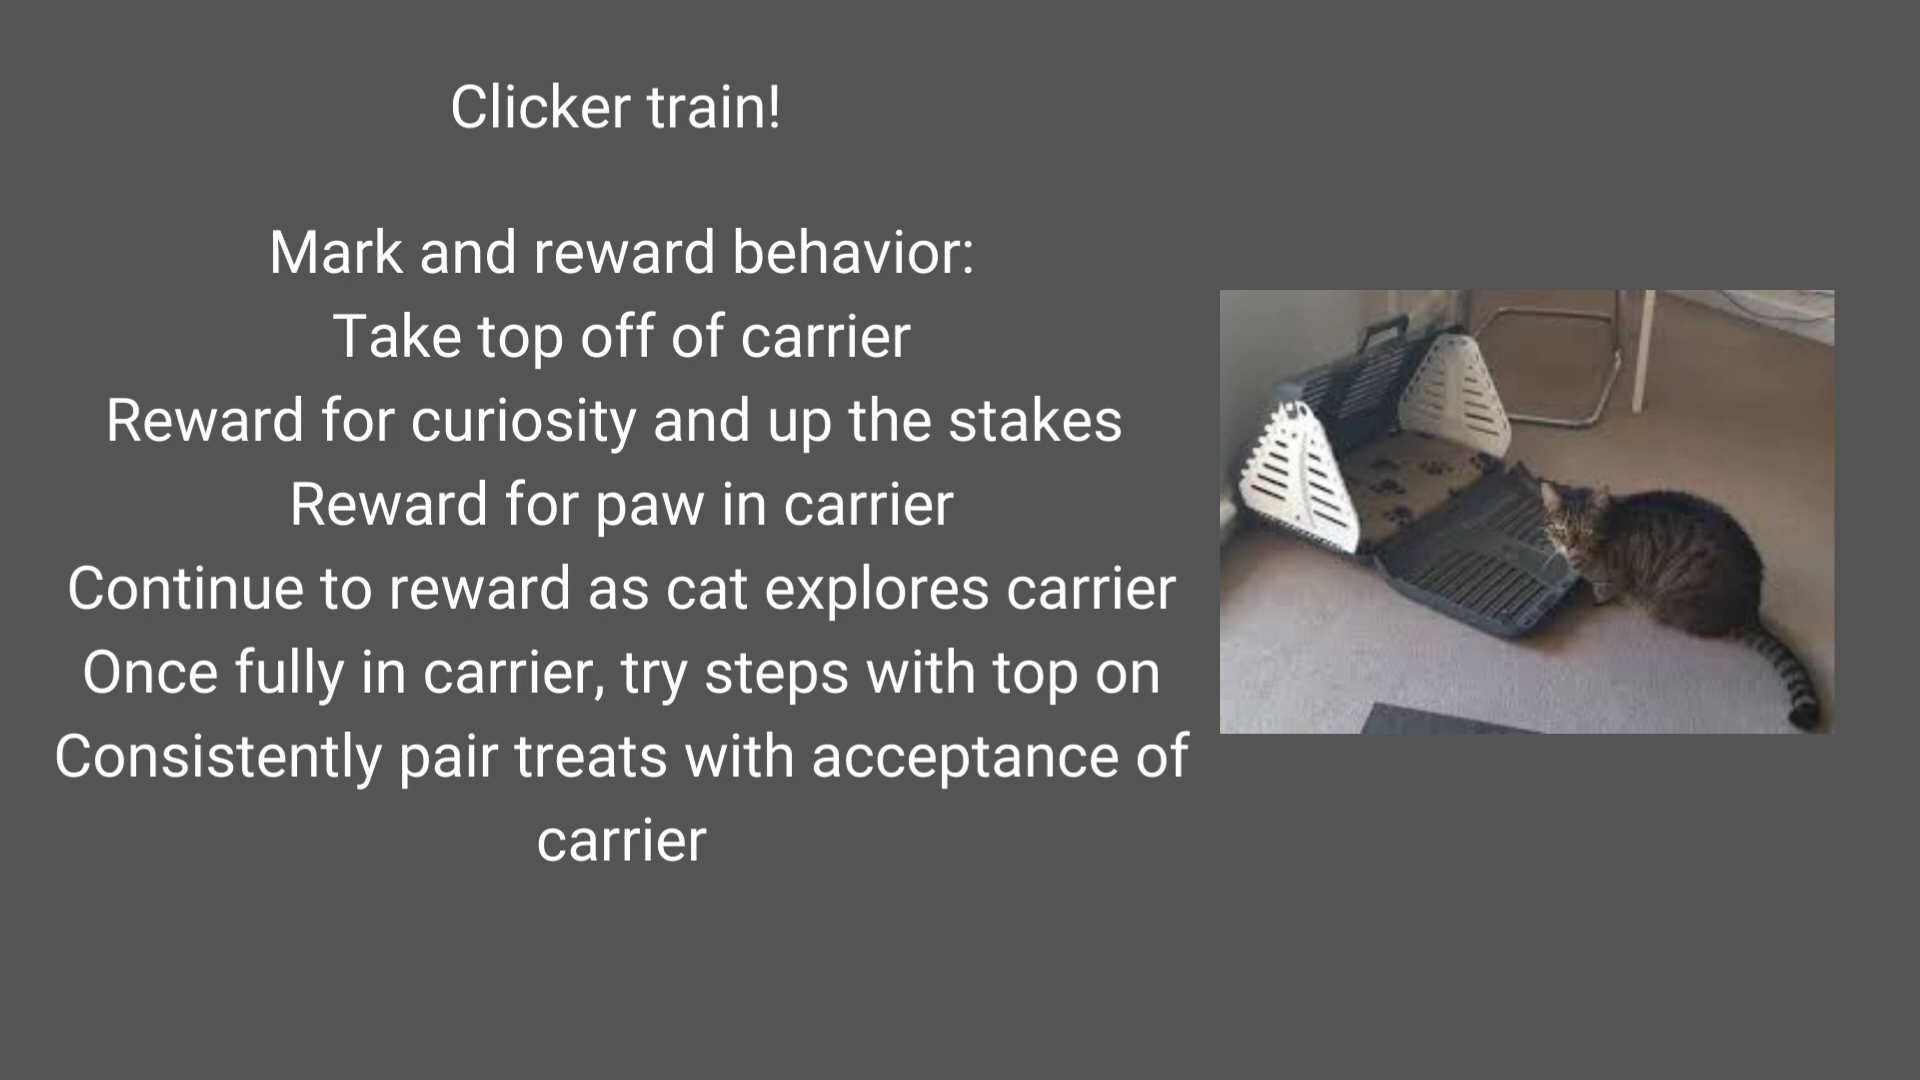 Clicker train!
Mark and reward behavior:
Take top off of carrier
Reward for curiosity and up the stakes
Reward for paw in carrier
Continue to reward as cat explores carrier
Once fully in carrier, try steps with top on
Consistently pair treats with acceptance of
carrier